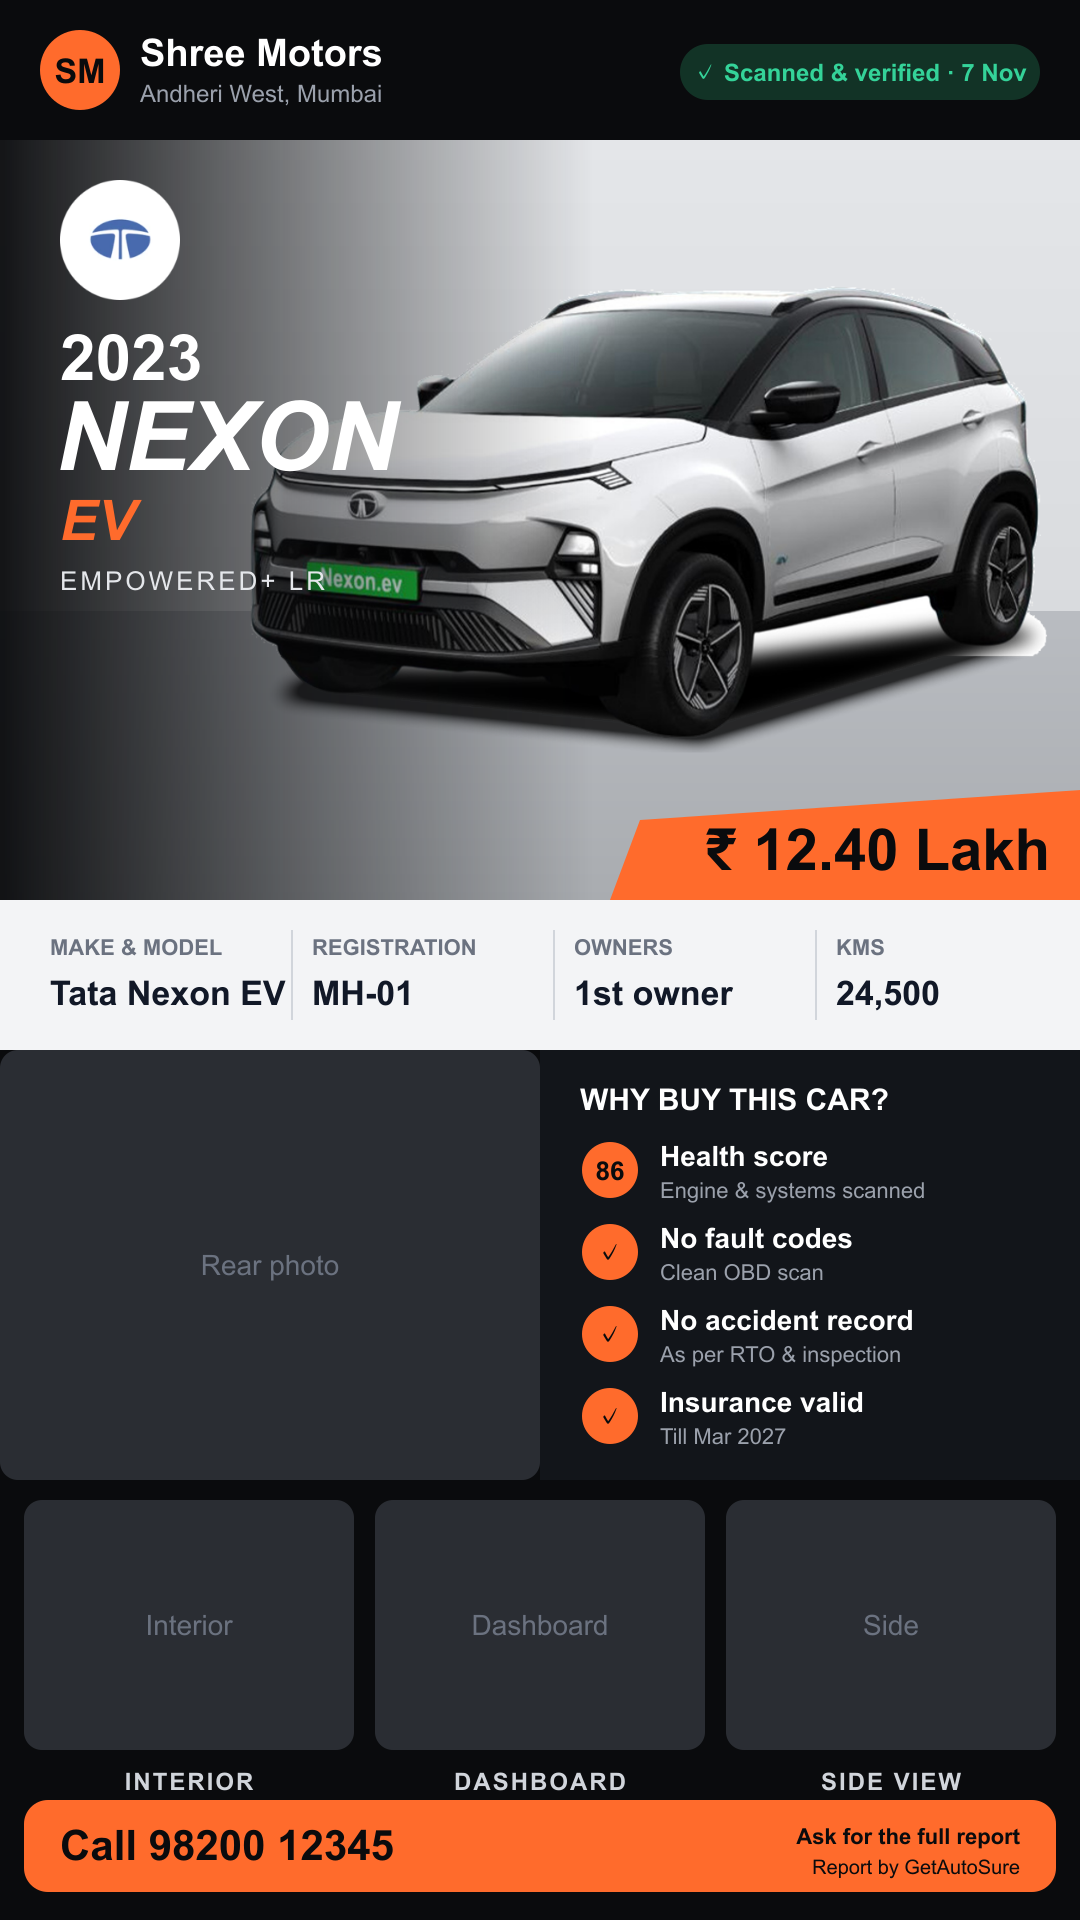 SM
Shree Motors
Andheri West, Mumbai
✓ Scanned & verified · 7 Nov
2023
NEXON
EV
EMPOWERED+ LR
Nexon.ev
₹ 12.40 Lakh
MAKE & MODEL
Tata Nexon EV
REGISTRATION
MH-01
OWNERS
1st owner
KMS
24,500
Rear photo
WHY BUY THIS CAR?
86
Health score
Engine & systems scanned
✓
No fault codes
Clean OBD scan
✓
No accident record
As per RTO & inspection
✓
Insurance valid
Till Mar 2027
Interior
Dashboard
Side
INTERIOR
DASHBOARD
SIDE VIEW
Call 98200 12345
Ask for the full report
Report by GetAutoSure